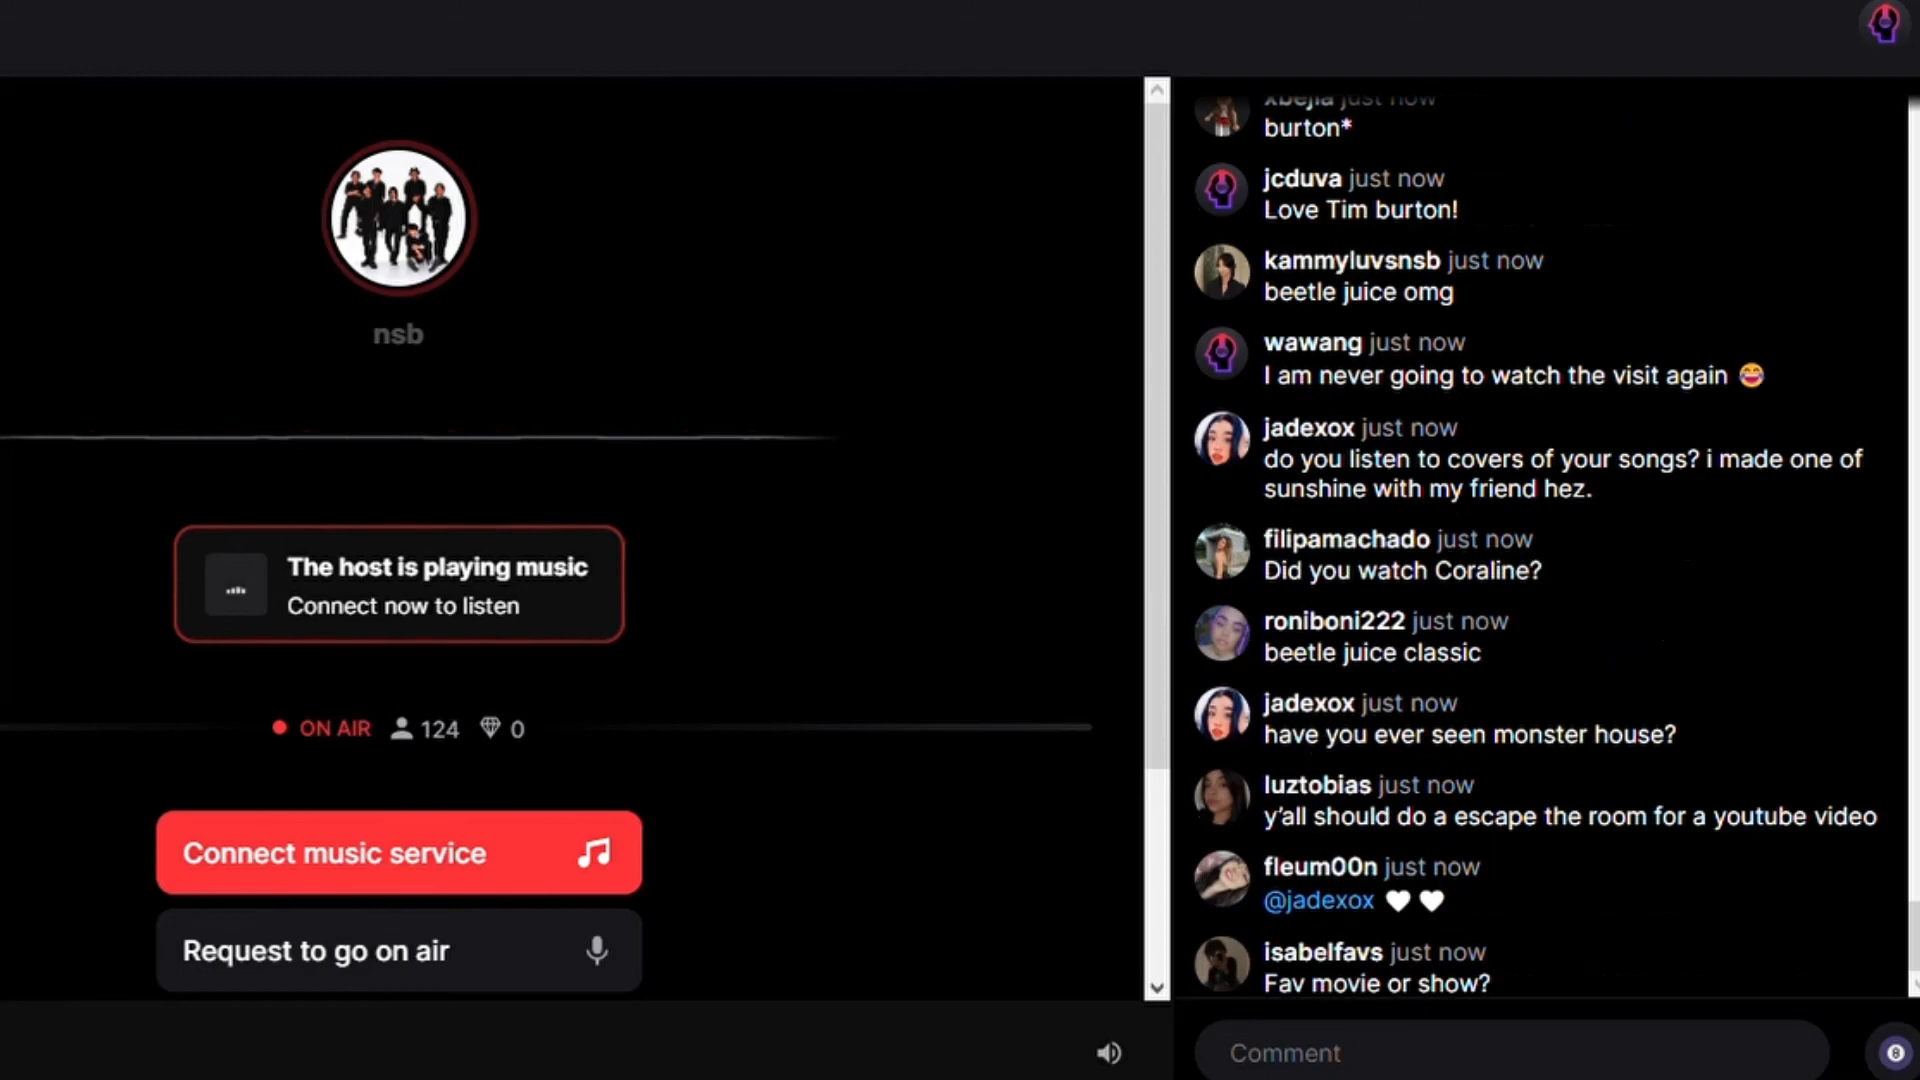 nsb
The host is playing music
Connect now to listen
ON AIR 124 0
Connect music service
Request to go on air
xbejia just now
burton*
jcduva just now
Love Tim burton!
kammyluvsnsb just now
beetle juice omg
wawang just now
I am never going to watch the visit again 😂
jadexox just now
do you listen to covers of your songs? i made one of
sunshine with my friend hez.
filipamachado just now
Did you watch Coraline?
roniboni222 just now
beetle juice classic
jadexox just now
have you ever seen monster house?
luztobias just now
y'all should do a escape the room for a youtube video
fleum00n just now
@jadexox 🤍 🤍
isabelfavs just now
Fav movie or show?
Comment